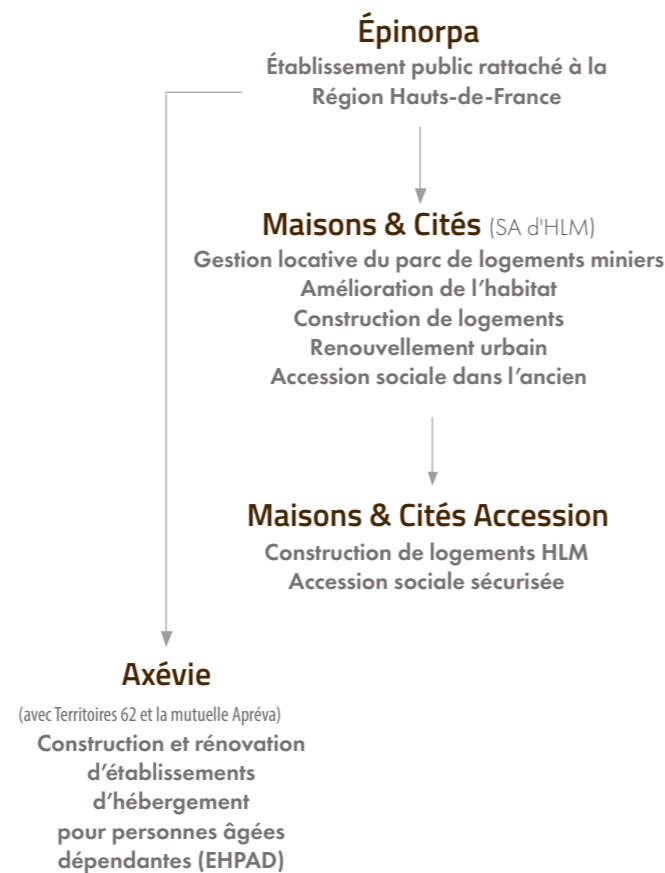 Épinorpa
Établissement public rattaché à la
Région Hauts-de-France
Maisons & Cités (SA d'HLM)
Gestion locative du parc de logements miniers
Amélioration de l'habitat
Construction de logements
Renouvellement urbain
Accession sociale dans l'ancien
Maisons & Cités Accession
Construction de logements HLM
Accession sociale sécurisée
Axévie
(avec Territoires 62 et la mutuelle Apréva)
Construction et rénovation
d'établissements
d'hébergement
pour personnes âgées
dépendantes (EHPAD)